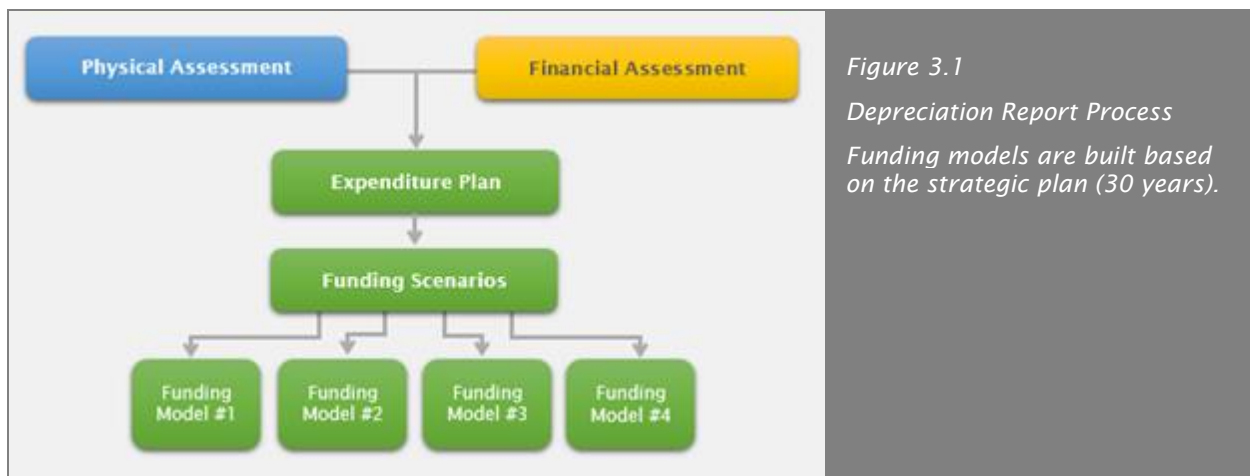 Physical Assessment
Financial Assessment
Expenditure Plan
Funding Scenarios
Funding
Model #1
Funding
Model #2
Funding
Model #3
Funding
Model #4
Figure 3.1
Depreciation Report Process
Funding models are built based
on the strategic plan (30 years).